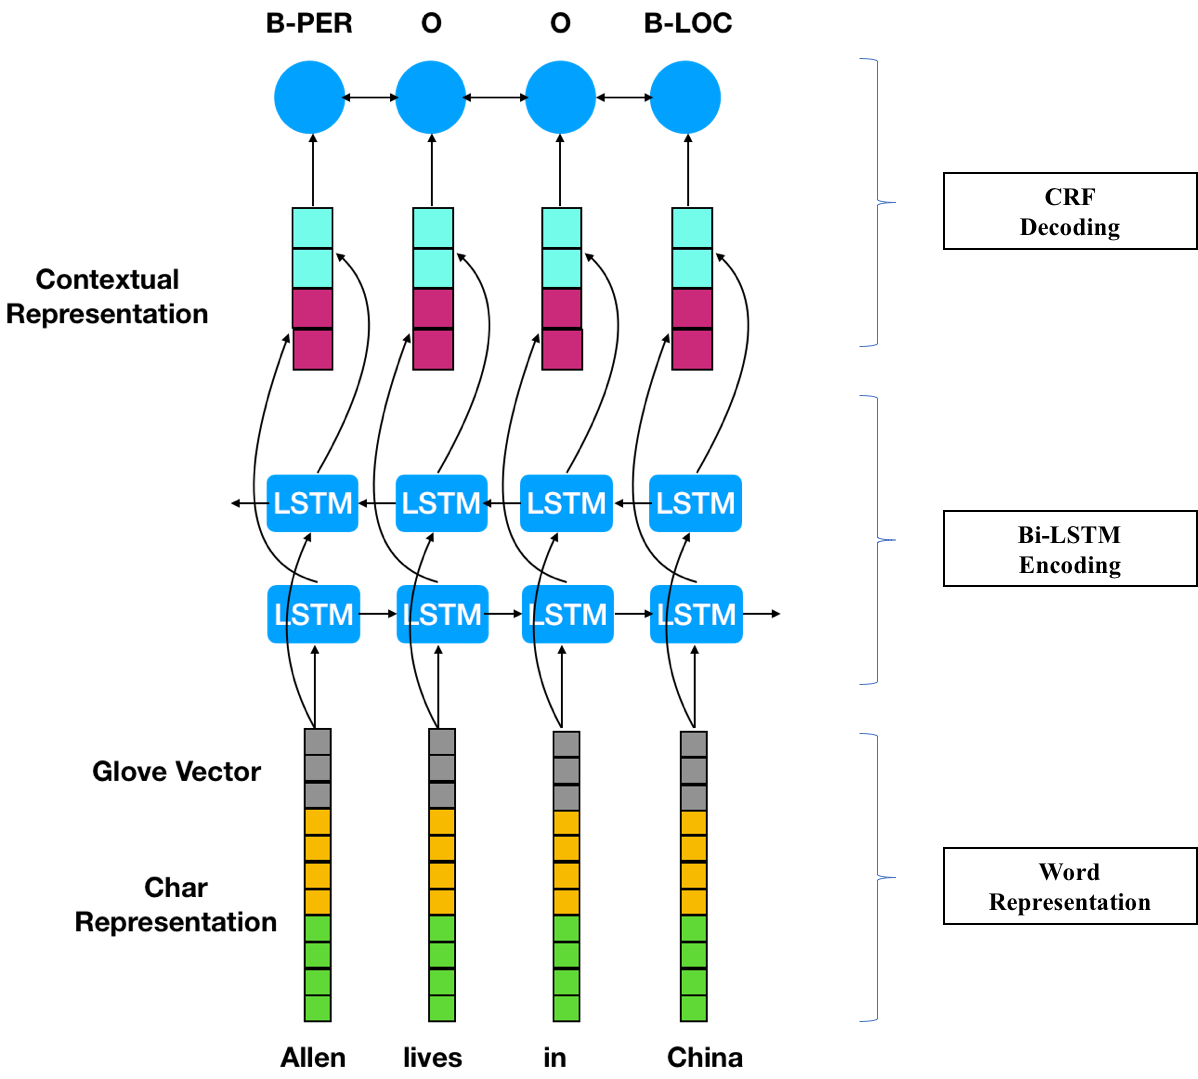 B-PER O O B-LOC
CRF
Decoding
Contextual
Representation
LSTM LSTM LSTM LSTM
Bi-LSTM
Encoding
LSTM LSTM LSTM LSTM
Glove Vector
Char
Representation
Word
Representation
Allen lives in China